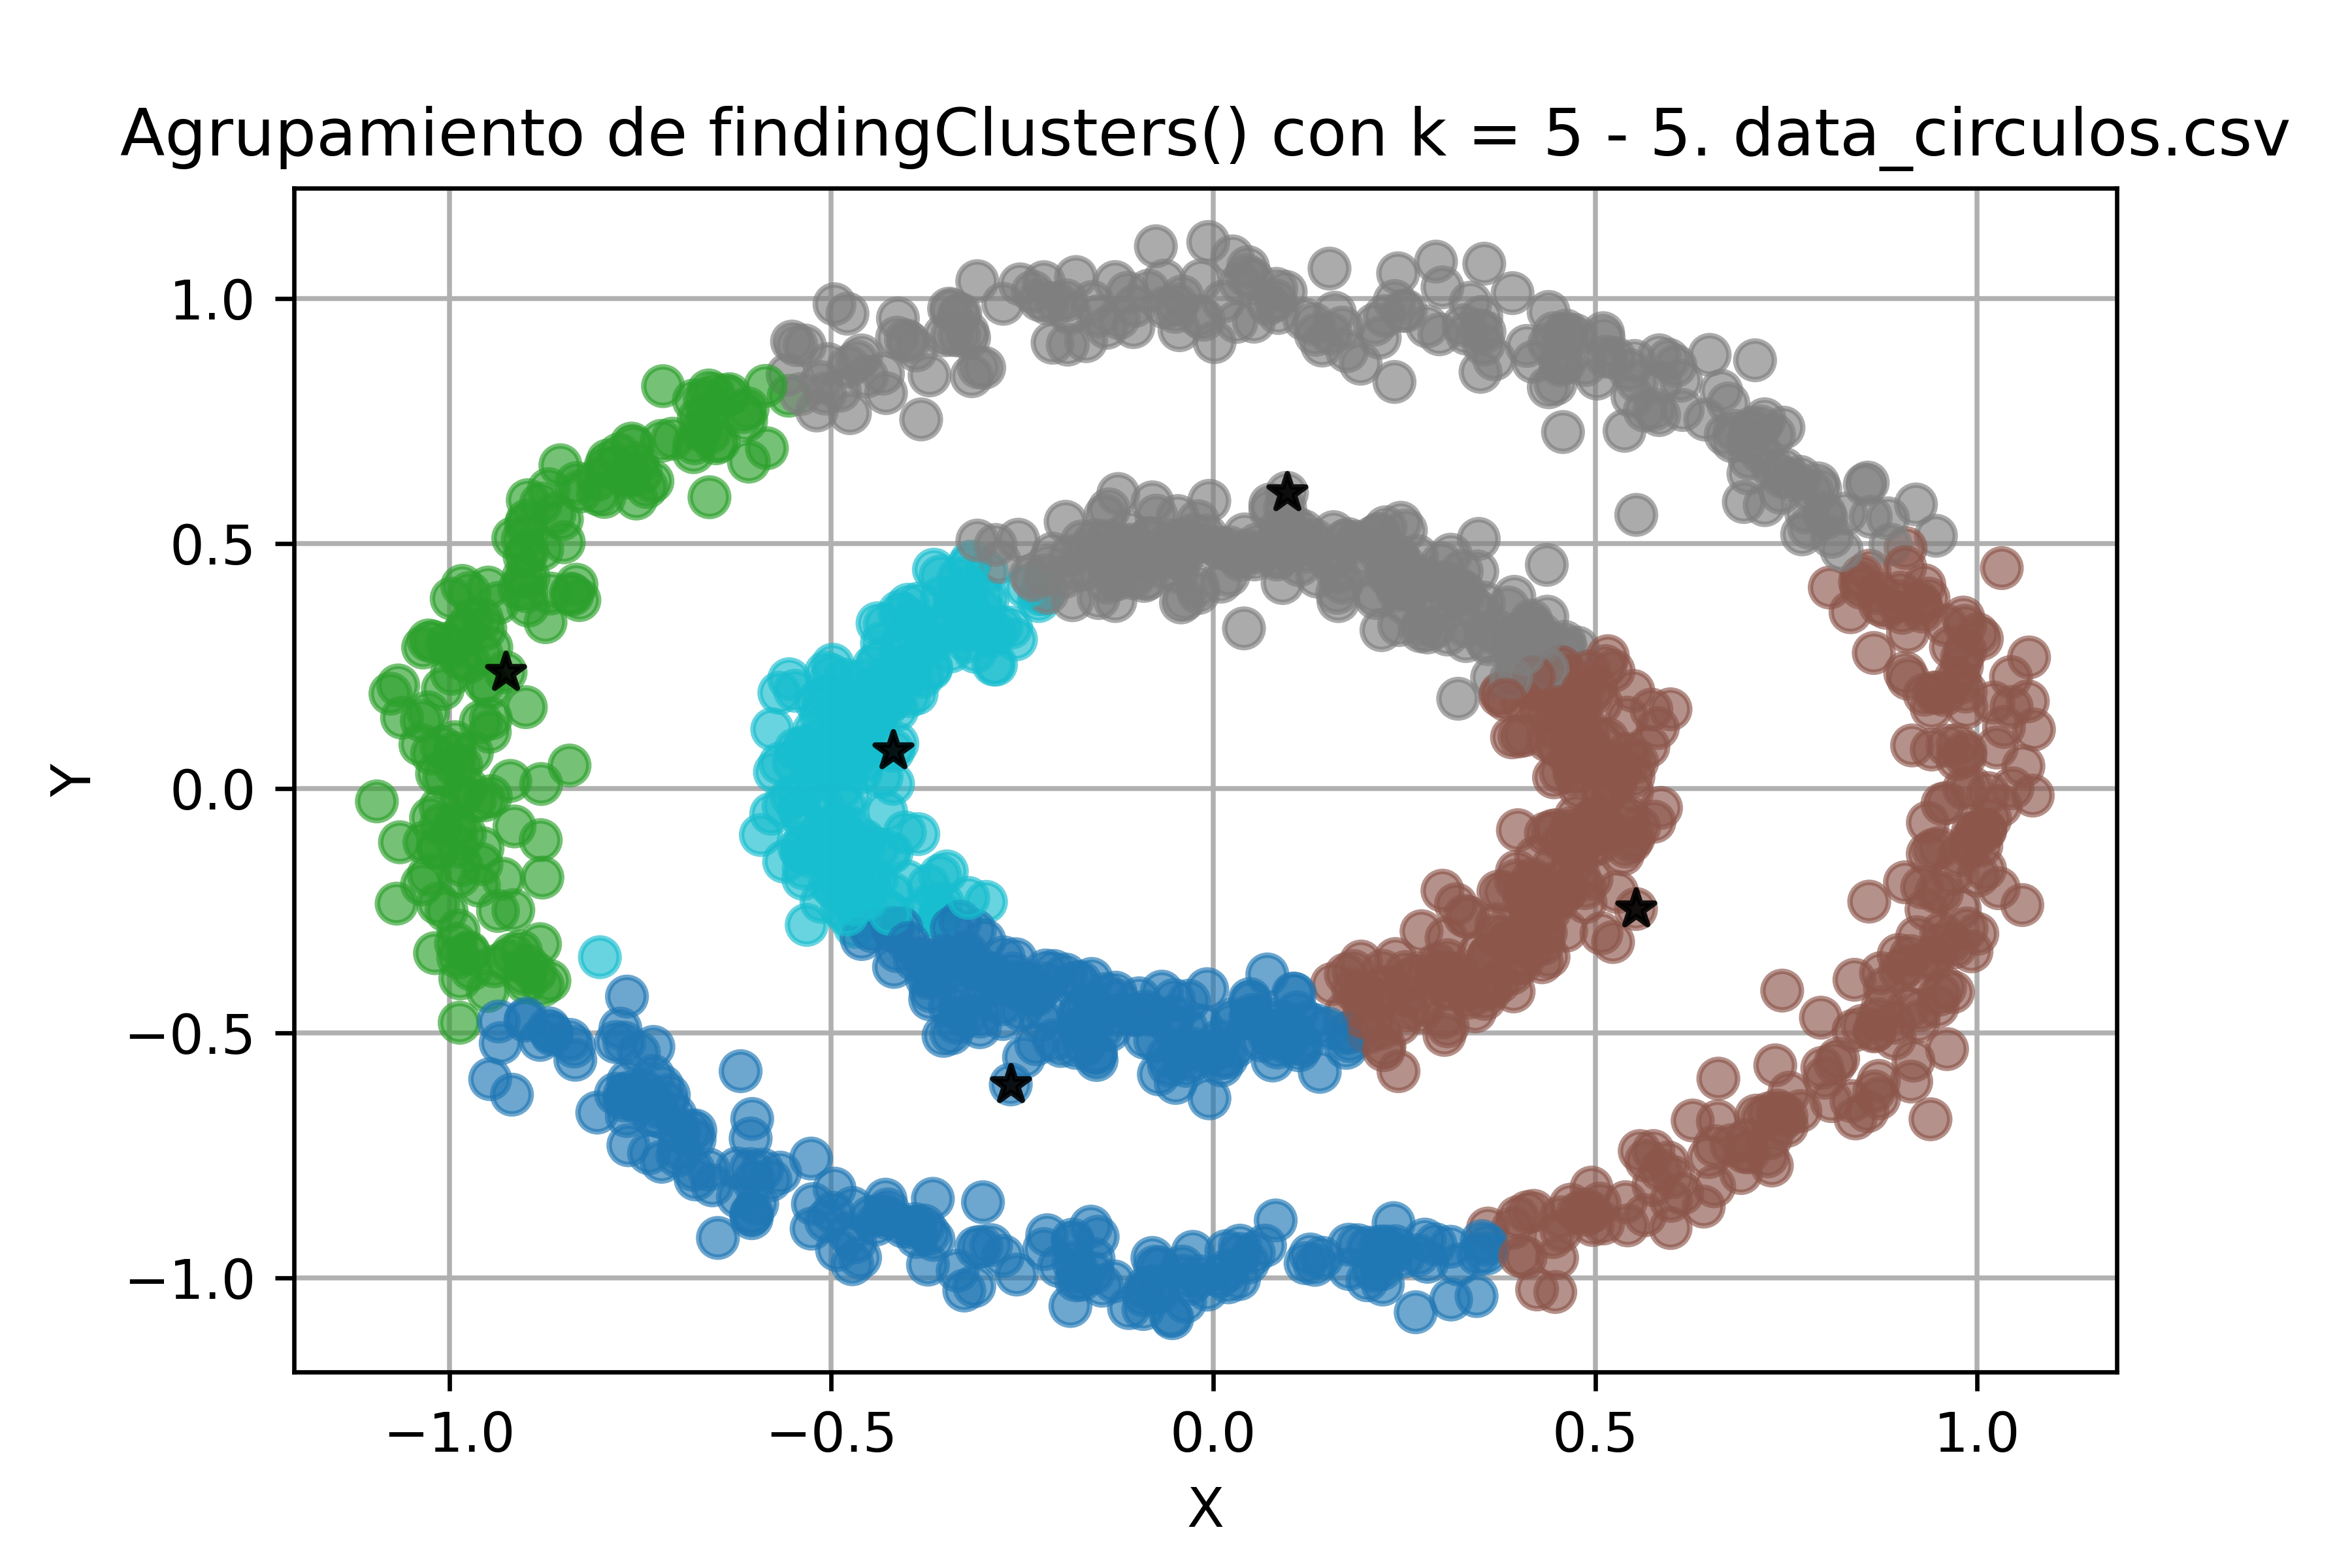 Agrupamiento de findingClusters() con k = 5 - 5. data_circulos.csv
1.0
0.5
0.0
−0.5
−1.0
Y
−1.0 −0.5 0.0 0.5 1.0
X